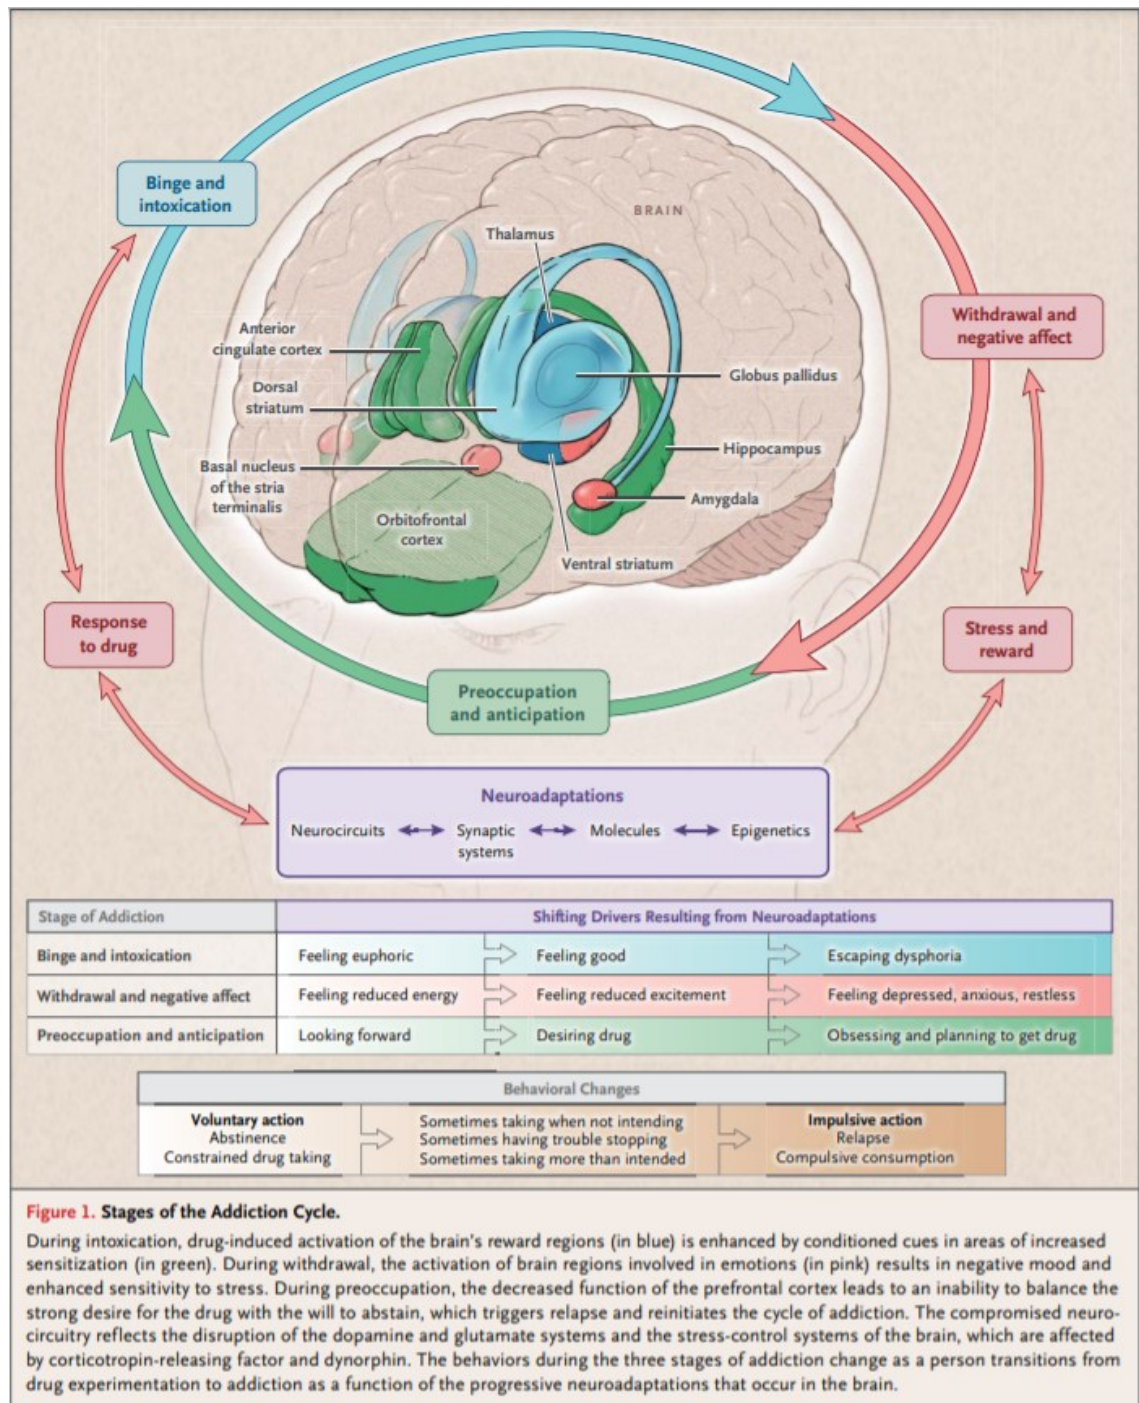 BRAIN
Binge and
intoxication
Thalamus
Withdrawal and
negative affect
Anterior
cingulate cortex
Globus pallidus
Dorsal
striatum
Hippocampus
Basal nucleus
of the stria
terminalis
Amygdala
Orbitofrontal
cortex
Ventral striatum
Response
to drug
Stress and
reward
Preoccupation
and anticipation
Neuroadaptations
Neurocircuits Synaptic systems Molecules Epigenetics
Stage of Addiction Shifting Drivers Resulting from Neuroadaptations
Binge and intoxication Feeling euphoric Feeling good Escaping dysphoria
Withdrawal and negative affect Feeling reduced energy Feeling reduced excitement Feeling depressed, anxious, restless
Preoccupation and anticipation Looking forward Desiring drug Obsessing and planning to get drug
Behavioral Changes
Voluntary action Sometimes taking when not intending Impulsive action
Abstinence Sometimes having trouble stopping Relapse
Constrained drug taking Sometimes taking more than intended Compulsive consumption
Figure 1. Stages of the Addiction Cycle.
During intoxication, drug-induced activation of the brain's reward regions (in blue) is enhanced by conditioned cues in areas of increased
sensitization (in green). During withdrawal, the activation of brain regions involved in emotions (in pink) results in negative mood and
enhanced sensitivity to stress. During preoccupation, the decreased function of the prefrontal cortex leads to an inability to balance the
strong desire for the drug with the will to abstain, which triggers relapse and reinitiates the cycle of addiction. The compromised neuro-
circuitry reflects the disruption of the dopamine and glutamate systems and the stress-control systems of the brain, which are affected
by corticotropin-releasing factor and dynorphin. The behaviors during the three stages of addiction change as a person transitions from
drug experimentation to addiction as a function of the progressive neuroadaptations that occur in the brain.